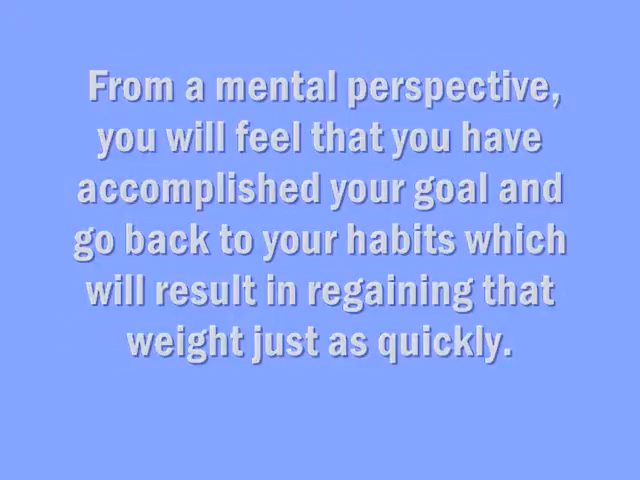 From a mental perspective,
you will feel that you have
accomplished your goal and
go back to your habits which
will result in regaining that
weight just as quickly.